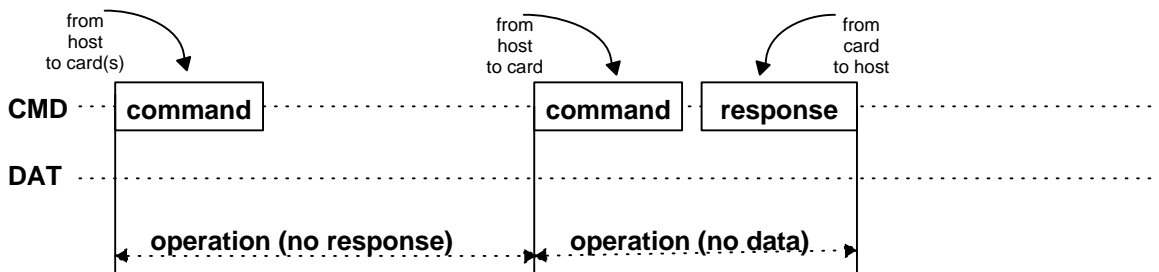 from
host
to card(s)
from
host
to card
from
card
to host
CMD command command response
DAT
operation (no response) operation (no data)